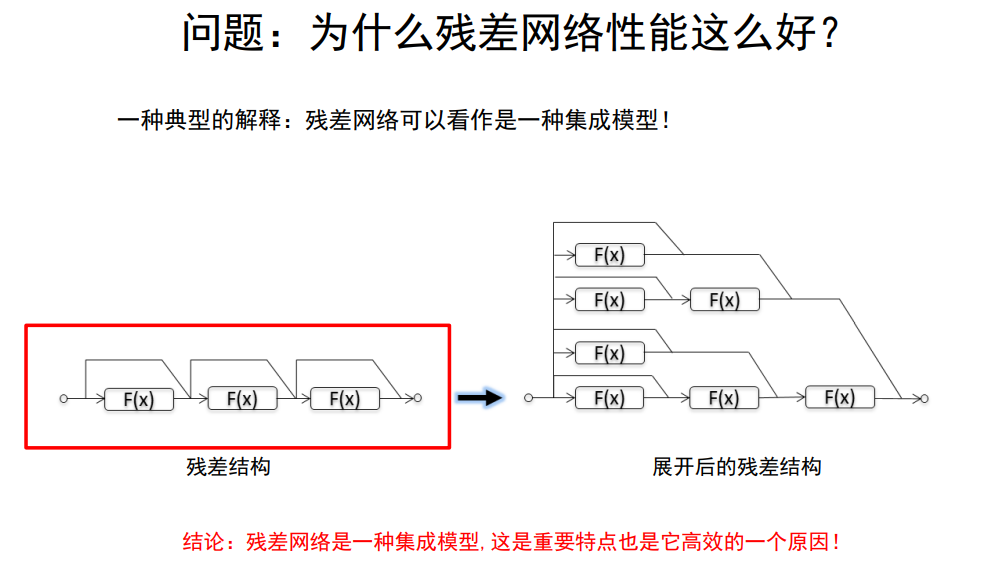 问题：为什么残差网络性能这么好？
一种典型的解释：残差网络可以看作是一种集成模型！
F(x)
F(x) F(x)
F(x)
F(x) F(x) F(x)
F(x) F(x) F(x)
残差结构
展开后的残差结构
结论：残差网络是一种集成模型,这是重要特点也是它高效的一个原因！